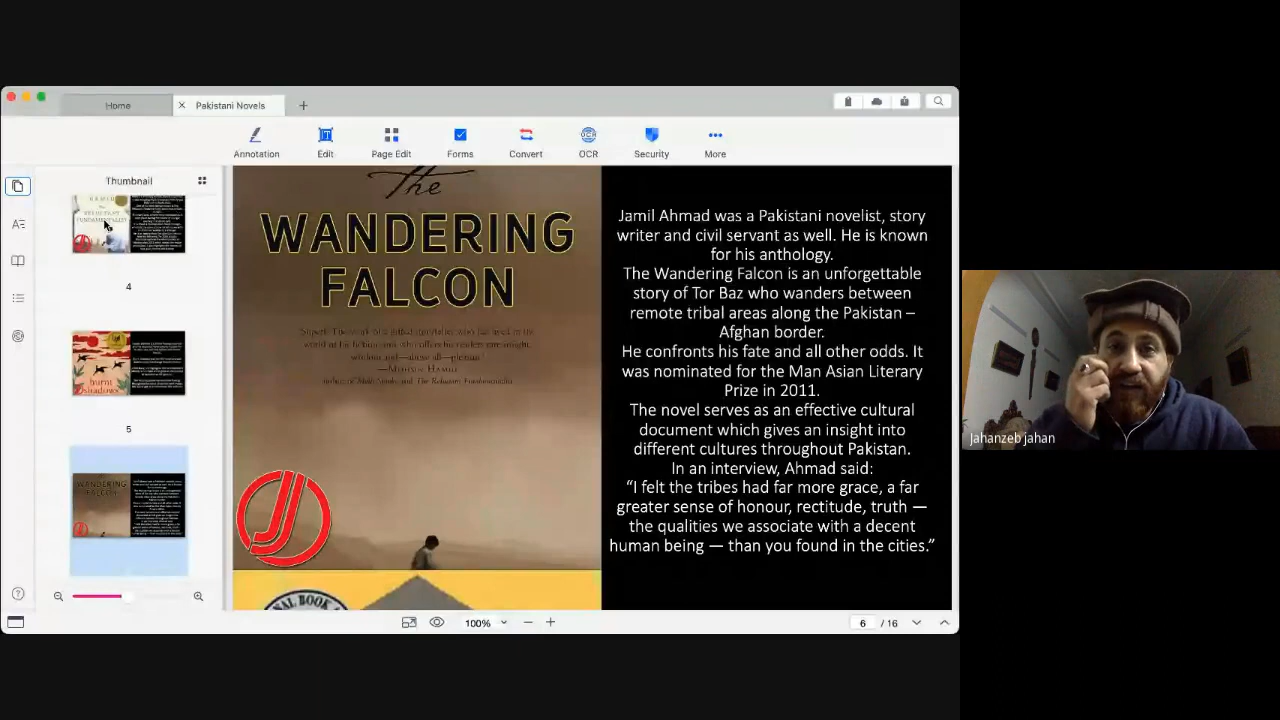 Home
Pakistani Novels
Annotation
Edit
Page Edit
Forms
Convert
OCR
Security
More
Thumbnail
4
burnt
shadows
5
The
WANDERING
FALCON
—MOHSIN HAMID
Jamil Ahmad was a Pakistani novelist, story
writer and civil servant as well. He is known
for his anthology.
The Wandering Falcon is an unforgettable
story of Tor Baz who wanders between
remote tribal areas along the Pakistan –
Afghan border.
He confronts his fate and all other odds. It
was nominated for the Man Asian Literary
Prize in 2011.
The novel serves as an effective cultural
document which gives an insight into
different cultures throughout Pakistan.
In an interview, Ahmad said:
“I felt the tribes had far more grace, a far
greater sense of honour, rectitude, truth —
the qualities we associate with a decent
human being — than you found in the cities.”
100%
6 / 16
Jahanzeb jahan